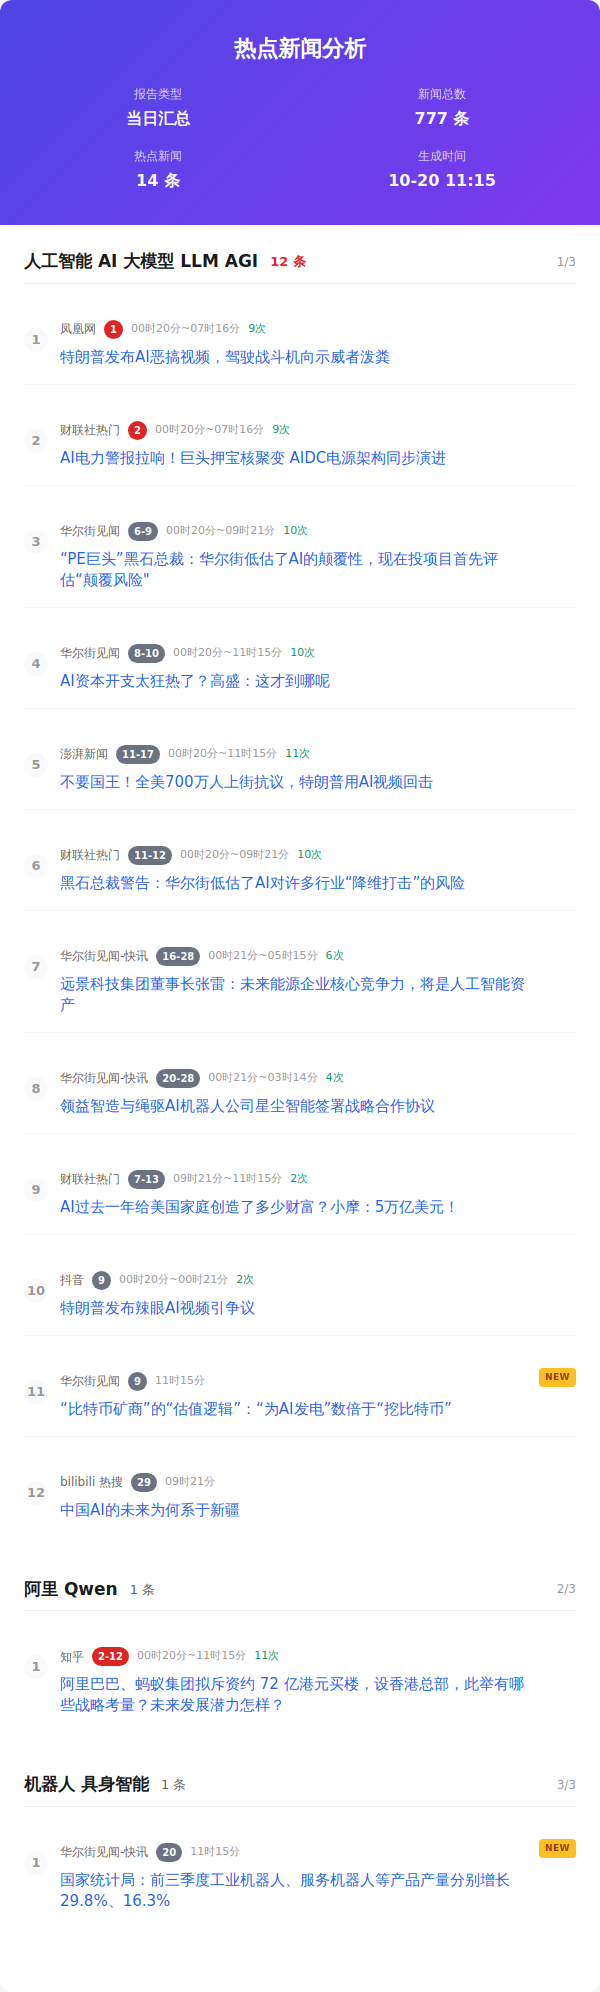 热点新闻分析
报告类型
当日汇总
新闻总数
777 条
热点新闻
14 条
生成时间
10-20 11:15
人工智能 AI 大模型 LLM AGI 12 条 1/3
1
凤凰网 1 00时20分~07时16分 9次
特朗普发布AI恶搞视频，驾驶战斗机向示威者泼粪
2
财联社热门 2 00时20分~07时16分 9次
AI电力警报拉响！巨头押宝核聚变 AIDC电源架构同步演进
3
华尔街见闻 6-9 00时20分~09时21分 10次
“PE巨头”黑石总裁：华尔街低估了AI的颠覆性，现在投项目首先评
估“颠覆风险"
4
华尔街见闻 8-10 00时20分~11时15分 10次
AI资本开支太狂热了？高盛：这才到哪呢
5
澎湃新闻 11-17 00时20分~11时15分 11次
不要国王！全美700万人上街抗议，特朗普用AI视频回击
6
财联社热门 11-12 00时20分~09时21分 10次
黑石总裁警告：华尔街低估了AI对许多行业“降维打击”的风险
7
华尔街见闻-快讯 16-28 00时21分~05时15分 6次
远景科技集团董事长张雷：未来能源企业核心竞争力，将是人工智能资
产
8
华尔街见闻-快讯 20-28 00时21分~03时14分 4次
领益智造与绳驱AI机器人公司星尘智能签署战略合作协议
9
财联社热门 7-13 09时21分~11时15分 2次
AI过去一年给美国家庭创造了多少财富？小摩：5万亿美元！
10
抖音 9 00时20分~00时21分 2次
特朗普发布辣眼AI视频引争议
11
华尔街见闻 9 11时15分 NEW
“比特币矿商”的“估值逻辑”：“为AI发电”数倍于“挖比特币”
12
bilibili 热搜 29 09时21分
中国AI的未来为何系于新疆
阿里 Qwen 1 条 2/3
1
知乎 2-12 00时20分~11时15分 11次
阿里巴巴、蚂蚁集团拟斥资约 72 亿港元买楼，设香港总部，此举有哪
些战略考量？未来发展潜力怎样？
机器人 具身智能 1 条 3/3
1
华尔街见闻-快讯 20 11时15分 NEW
国家统计局：前三季度工业机器人、服务机器人等产品产量分别增长
29.8%、16.3%